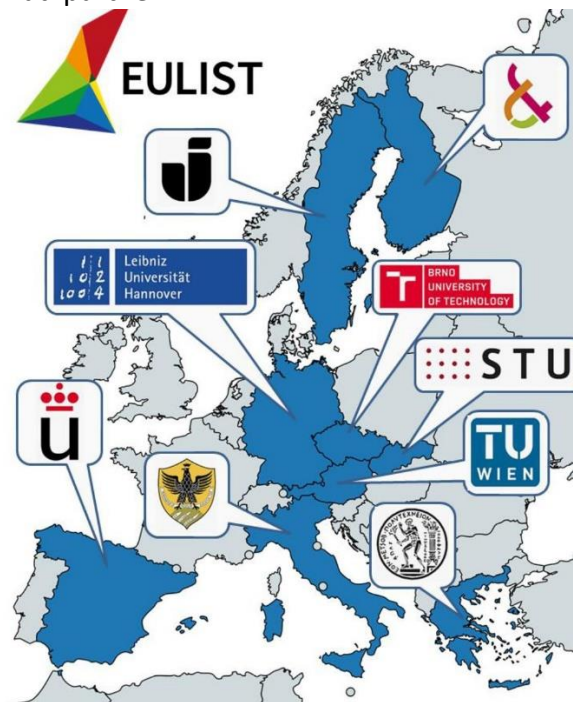 EULIST
Leibniz
Universität
Hannover
BRNO
UNIVERSITY
OF TECHNOLOGY
STU
TU
WIEN
u